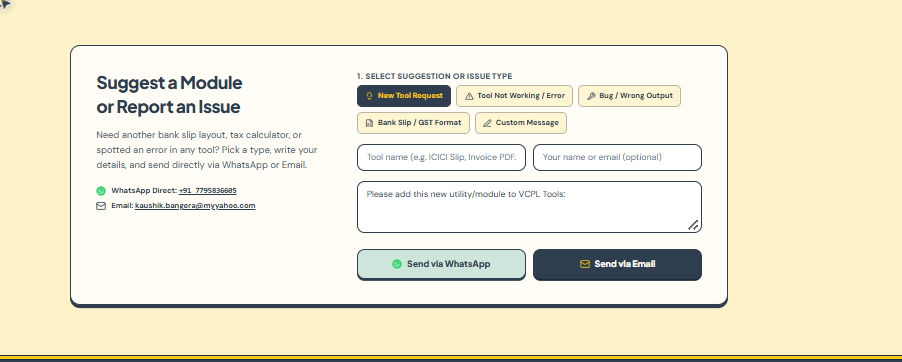 Suggest a Module
or Report an Issue
Need another bank slip layout, tax calculator, or
spotted an error in any tool? Pick a type, write your
details, and send directly via WhatsApp or Email.
WhatsApp Direct: +91 7795836605
Email: kaushik.bangera@myyahoo.com
1. SELECT SUGGESTION OR ISSUE TYPE
New Tool Request
Tool Not Working / Error
Bug / Wrong Output
Bank Slip / GST Format
Custom Message
Tool name (e.g. ICICI Slip, Invoice PDF.
Your name or email (optional)
Please add this new utility/module to VCPL Tools:
Send via WhatsApp
Send via Email